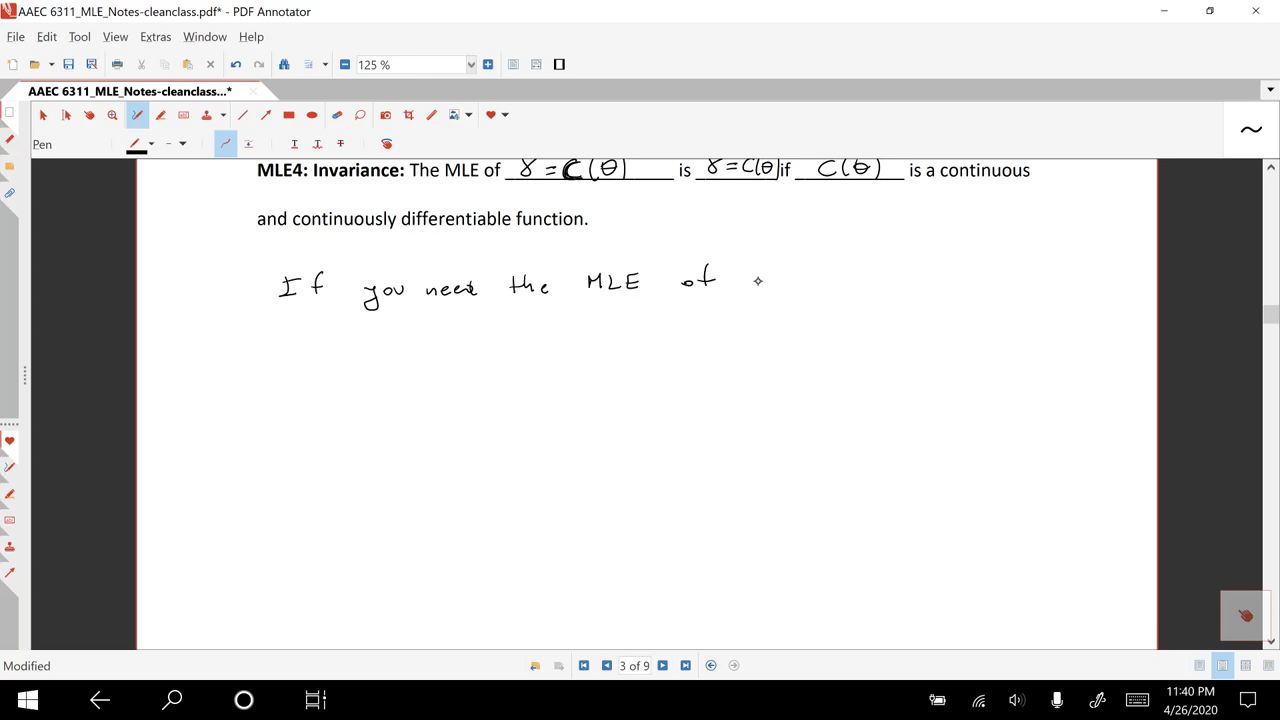 AAEC 6311_MLE_Notes-cleanclass.pdf* - PDF Annotator
File Edit Tool View Extras Window Help
125 %
AAEC 6311_MLE_Notes-cleanclass...*
Pen
MLE4: Invariance: The MLE of γ = C(θ) is γ = C(θ) if C(θ) is a continuous
and continuously differentiable function.
If you need the MLE of
Modified
3 of 9
11:40 PM
4/26/2020